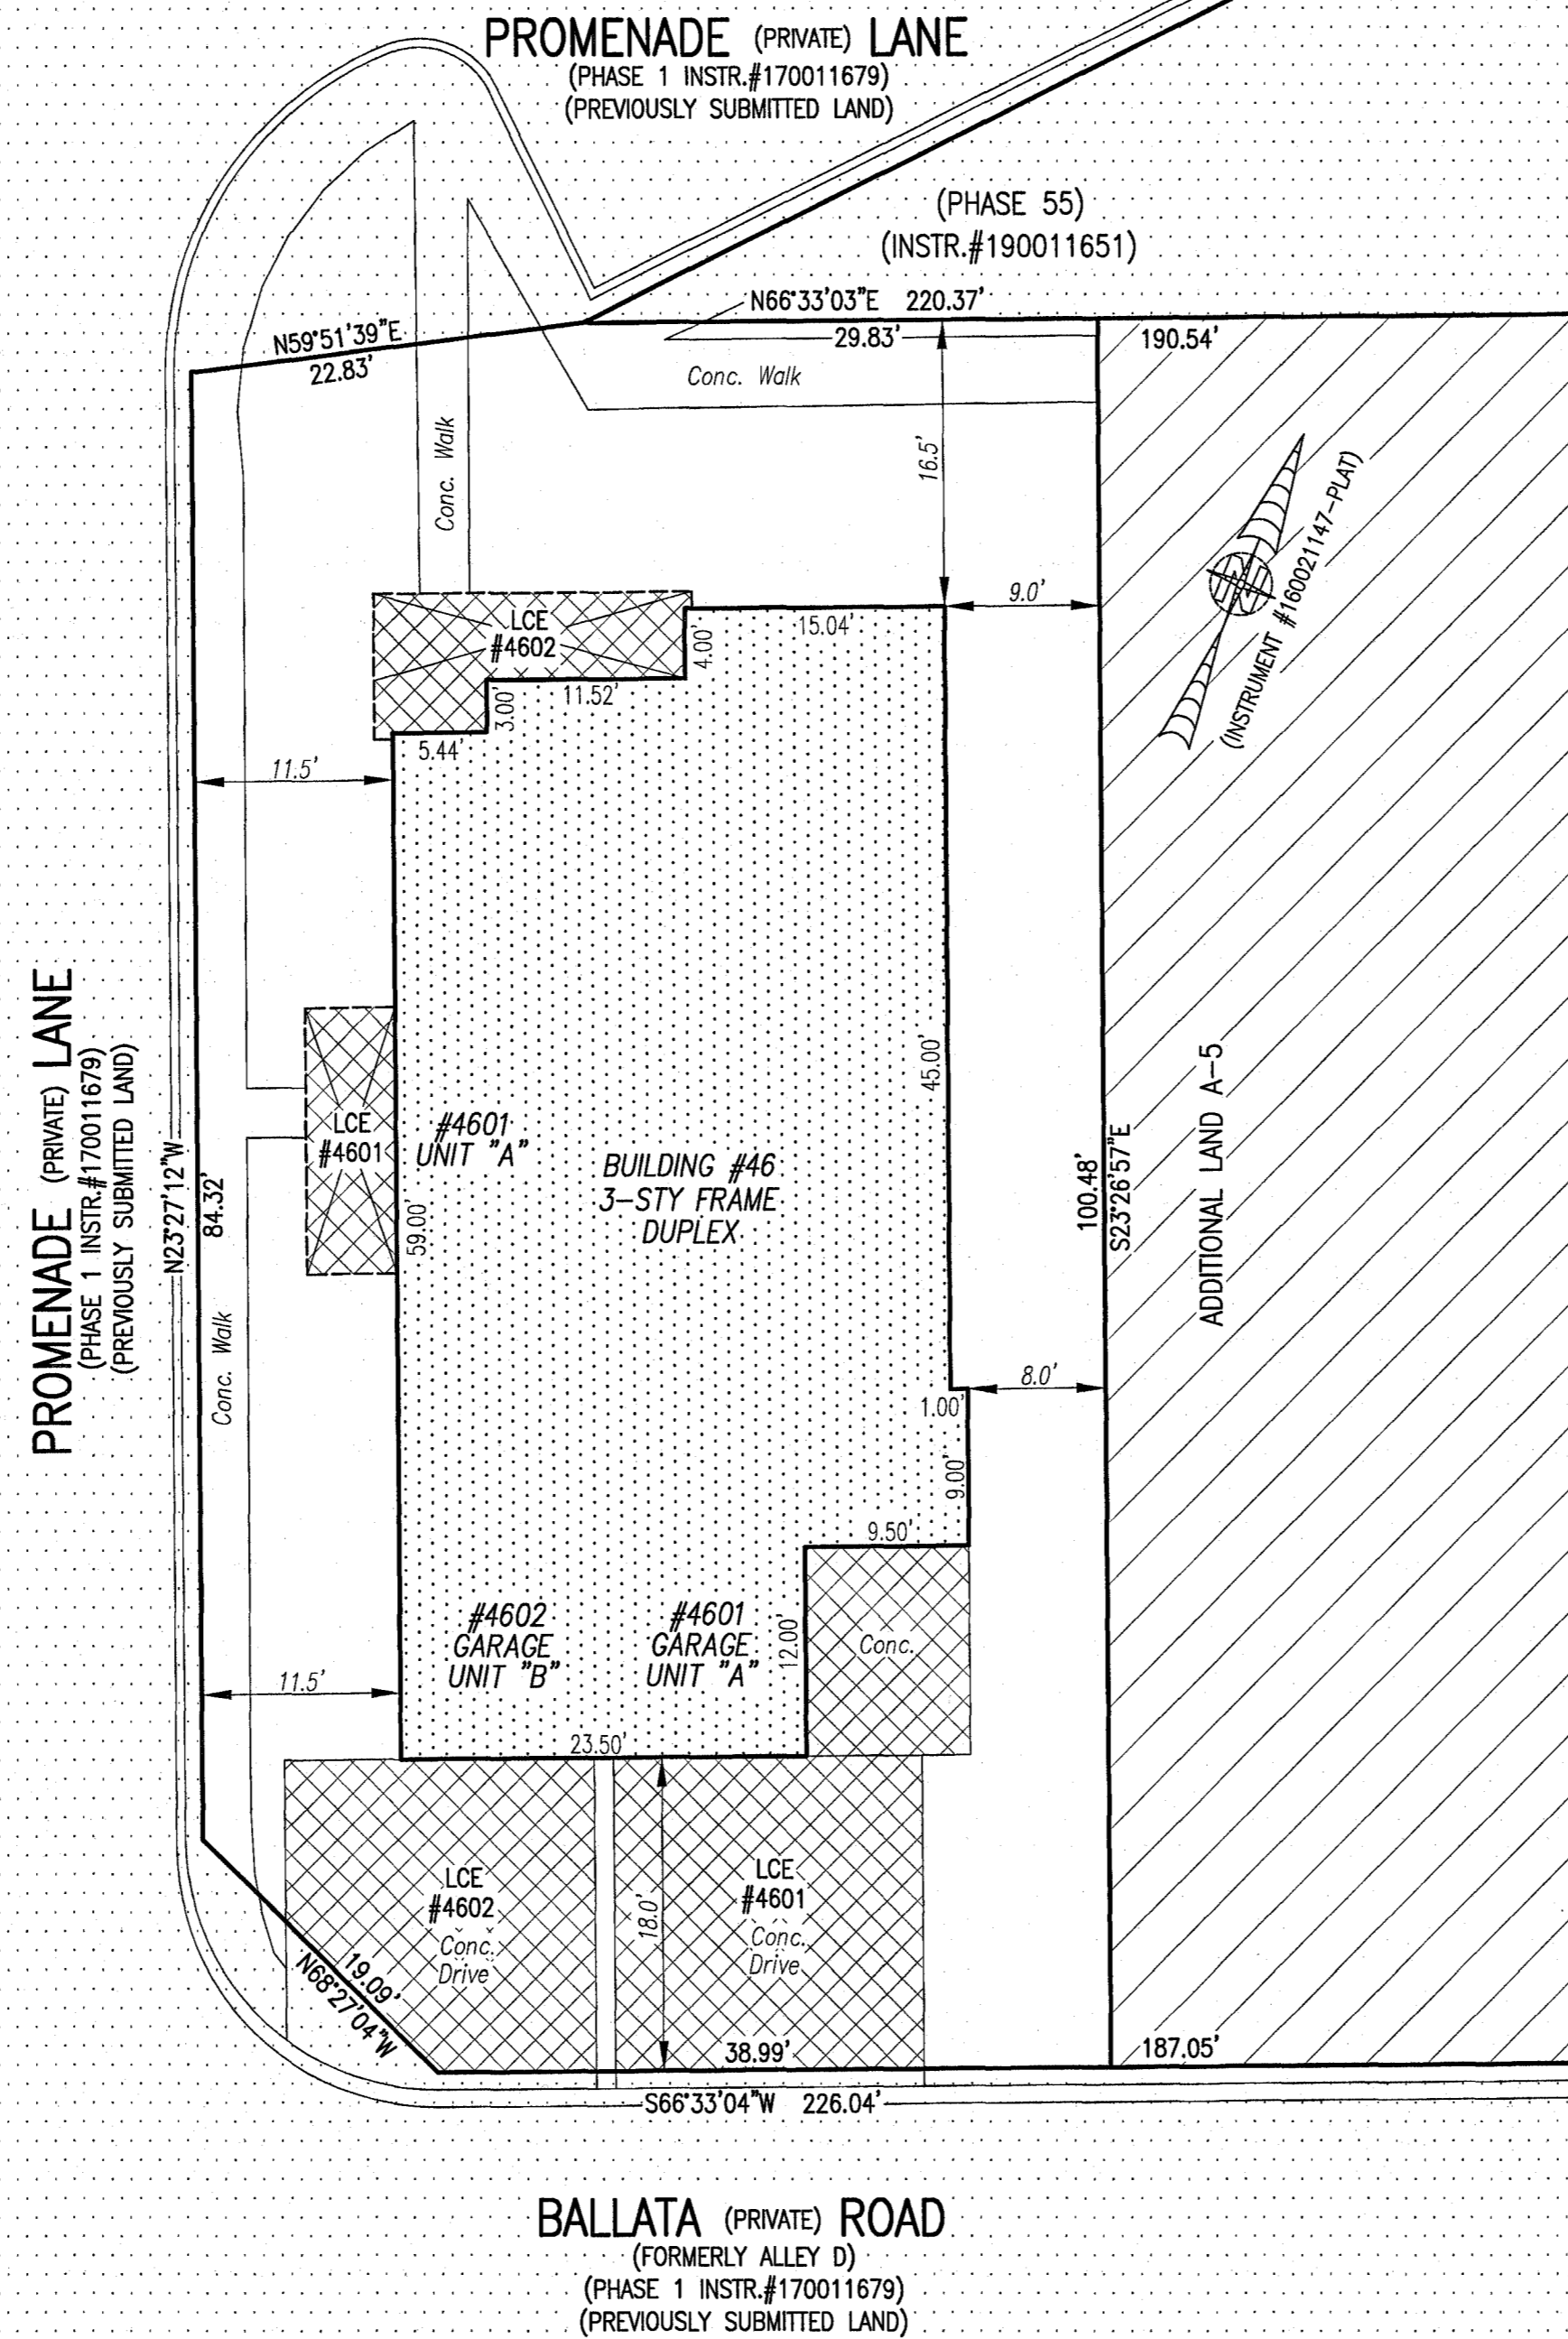 PROMENADE (PRIVATE) LANE
(PHASE 1 INSTR.#170011679)
(PREVIOUSLY SUBMITTED LAND)
(PHASE 55)
(INSTR.#190011651)
N66°33'03"E 220.37'
N59°51'39"E
22.83'
29.83'
190.54'
Conc. Walk
Conc. Walk
16.5'
(INSTRUMENT #160021147-PLAT)
9.0'
LCE
#4602
15.04'
4.00'
11.52'
3.00'
5.44'
11.5'
PROMENADE (PRIVATE) LANE
(PHASE 1 INSTR.#170011679)
(PREVIOUSLY SUBMITTED LAND)
N23°27'12"W
84.32'
Conc. Walk
LCE
#4601
#4601
UNIT "A"
59.00'
BUILDING #46
3-STY FRAME
DUPLEX
45.00'
100.48'
S23°26'57"E
ADDITIONAL LAND A-5
8.0'
1.00'
9.00'
9.50'
#4602
GARAGE
UNIT "B"
#4601
GARAGE
UNIT "A"
12.00'
Conc.
11.5'
23.50'
LCE
#4602
Conc.
Drive
18.0'
LCE
#4601
Conc.
Drive
19.09'
N68°27'04"W
38.99'
187.05'
S66°33'04"W 226.04'
BALLATA (PRIVATE) ROAD
(FORMERLY ALLEY D)
(PHASE 1 INSTR.#170011679)
(PREVIOUSLY SUBMITTED LAND)